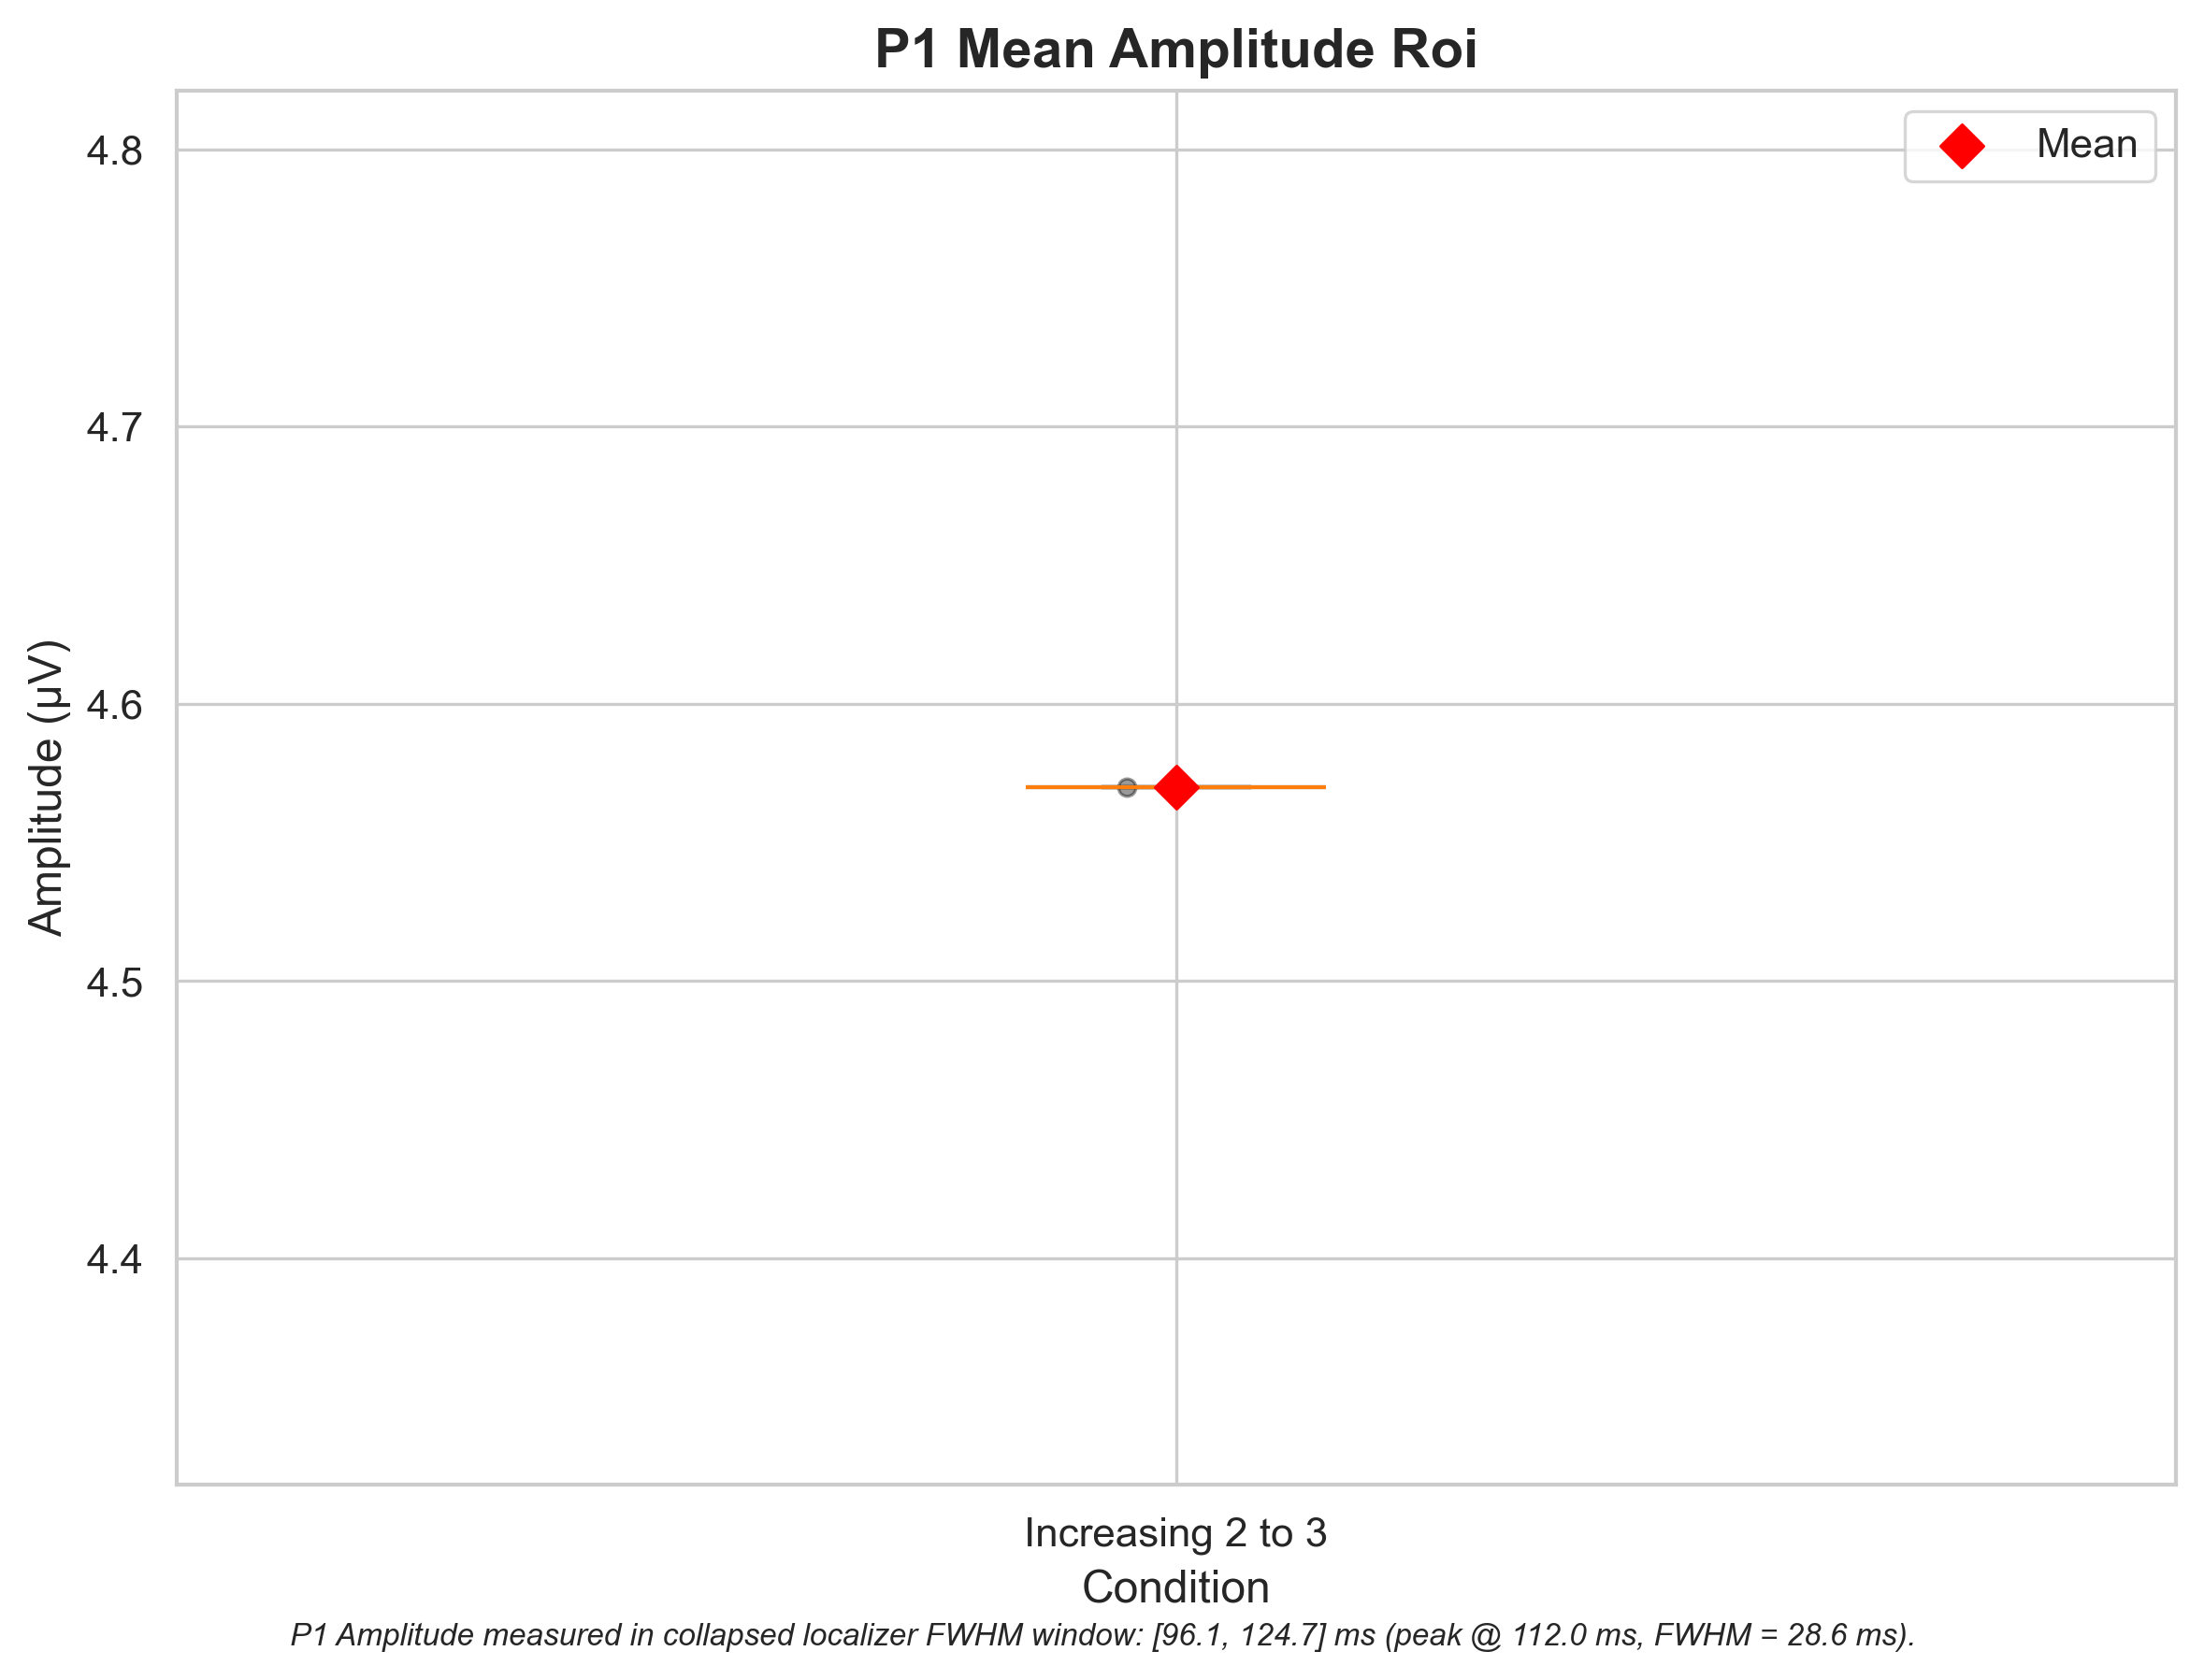 P1 Mean Amplitude Roi
Mean
4.8
4.7
4.6
4.5
4.4
Amplitude (µV)
Increasing 2 to 3
Condition
P1 Amplitude measured in collapsed localizer FWHM window: [96.1, 124.7] ms (peak @ 112.0 ms, FWHM = 28.6 ms).